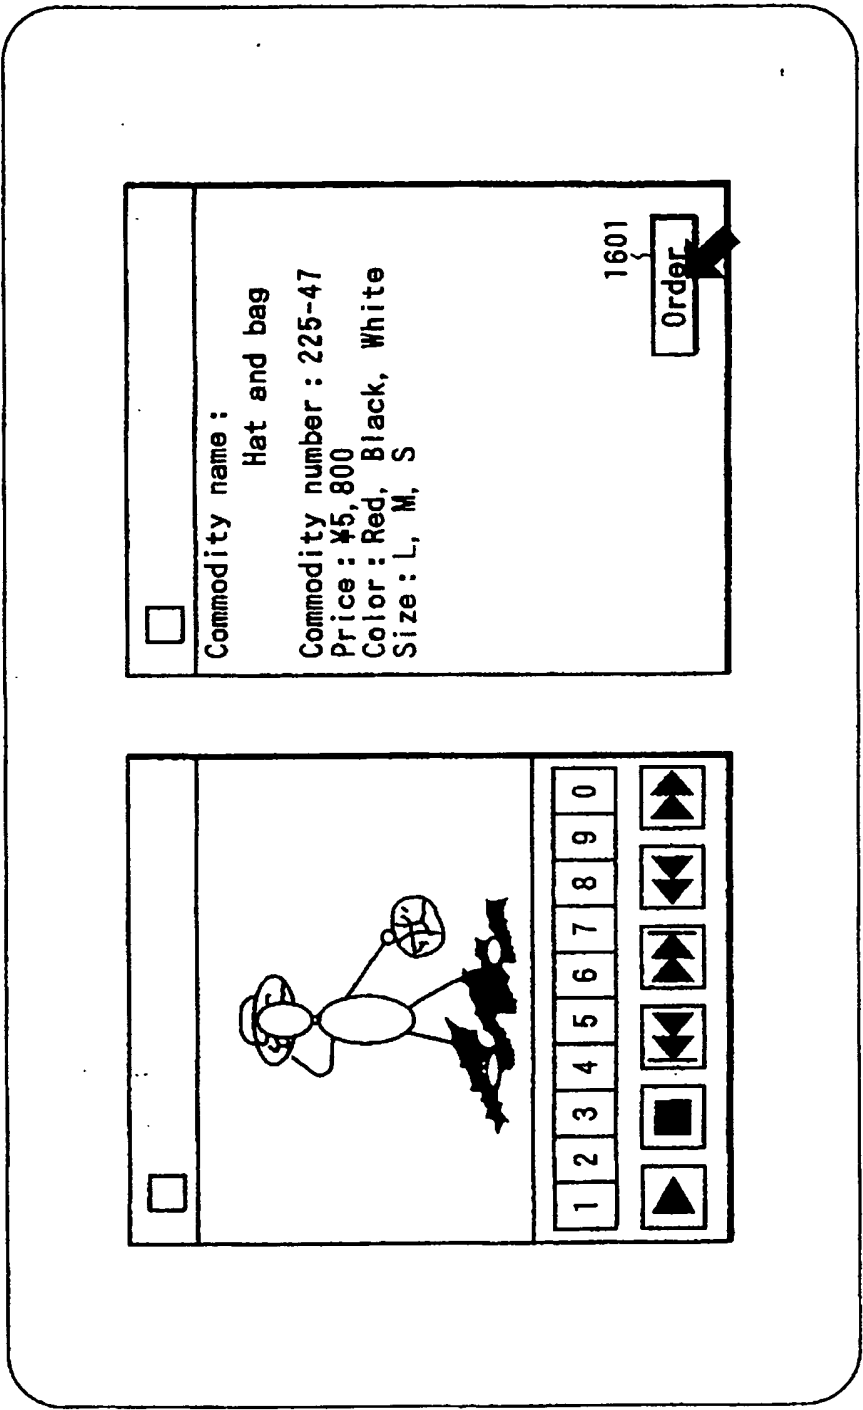 1 2 3 4 5 6 7 8 9 0
Commodity name:
Hat and bag
Commodity number: 225-47
Price: ¥5,800
Color: Red, Black, White
Size: L, M, S
1601
Order